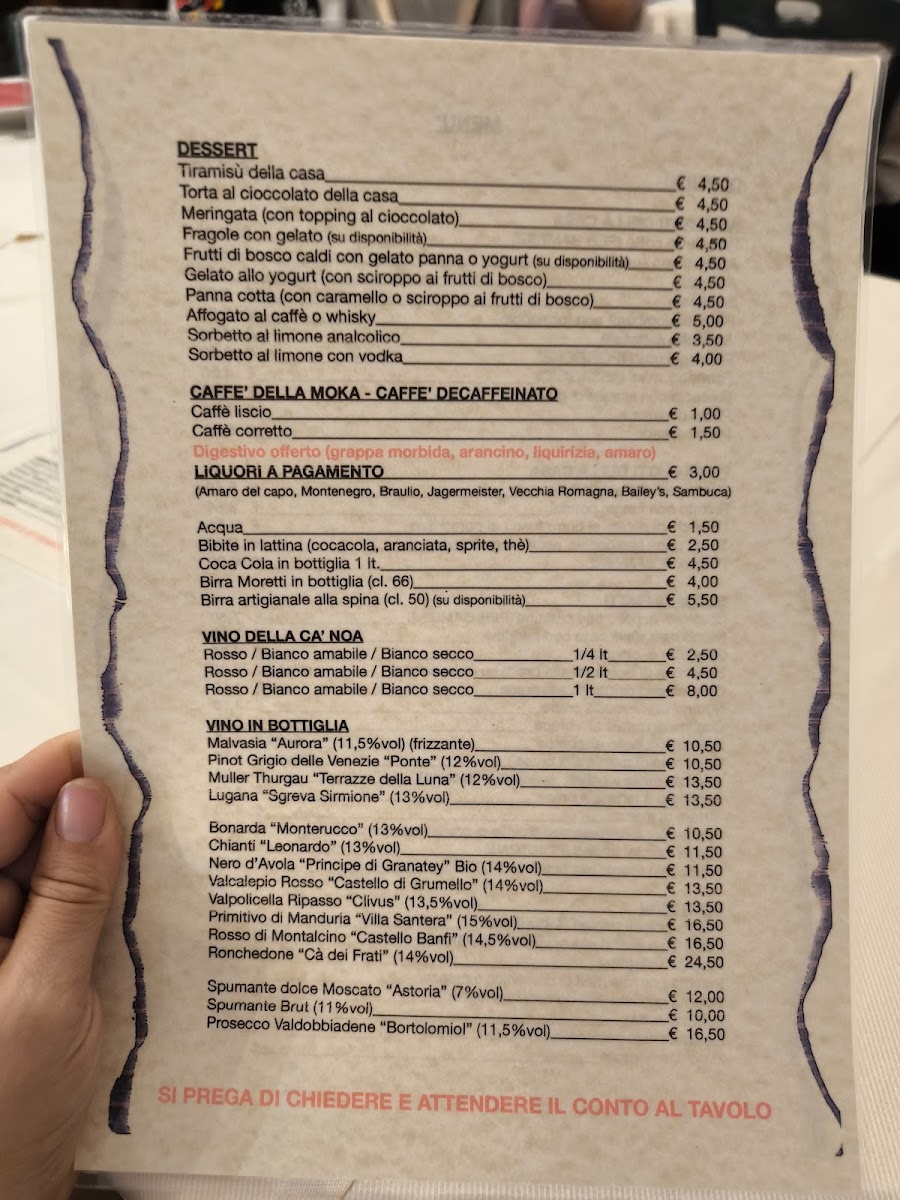 DESSERT
Tiramisù della casa € 4,50
Torta al cioccolato della casa € 4,50
Meringata (con topping al cioccolato) € 4,50
Fragole con gelato (su disponibilità) € 4,50
Frutti di bosco caldi con gelato panna o yogurt (su disponibilità) € 4,50
Gelato allo yogurt (con sciroppo ai frutti di bosco) € 4,50
Panna cotta (con caramello o sciroppo ai frutti di bosco) € 4,50
Affogato al caffè o whisky € 5,00
Sorbetto al limone analcolico € 3,50
Sorbetto al limone con vodka € 4,00
CAFFE' DELLA MOKA - CAFFE' DECAFFEINATO
Caffè liscio € 1,00
Caffè corretto € 1,50
Digestivo offerto (grappa morbida, arancino, liquirizia, amaro)
LiQUORi A PAGAMENTO € 3,00
(Amaro del capo, Montenegro, Braulio, Jagermeister, Vecchia Romagna, Bailey's, Sambuca)
Acqua € 1,50
Bibite in lattina (cocacola, aranciata, sprite, thè) € 2,50
Coca Cola in bottiglia 1 lt. € 4,50
Birra Moretti in bottiglia (cl. 66) € 4,00
Birra artigianale alla spina (cl. 50) (su disponibilità) € 5,50
VINO DELLA CA' NOA
Rosso / Bianco amabile / Bianco secco 1/4 lt € 2,50
Rosso / Bianco amabile / Bianco secco 1/2 lt € 4,50
Rosso / Bianco amabile / Bianco secco 1 lt € 8,00
VINO IN BOTTIGLIA
Malvasia “Aurora” (11,5%vol) (frizzante) € 10,50
Pinot Grigio delle Venezie “Ponte” (12%vol) € 10,50
Muller Thurgau “Terrazze della Luna” (12%vol) € 13,50
Lugana “Sgreva Sirmione” (13%vol) € 13,50
Bonarda “Monterucco” (13%vol) € 10,50
Chianti “Leonardo” (13%vol) € 11,50
Nero d'Avola “Principe di Granatey” Bio (14%vol) € 11,50
Valcalepio Rosso “Castello di Grumello” (14%vol) € 13,50
Valpolicella Ripasso “Clivus” (13,5%vol) € 13,50
Primitivo di Manduria “Villa Santera” (15%vol) € 16,50
Rosso di Montalcino “Castello Banfi” (14,5%vol) € 16,50
Ronchedone “Cà dei Frati” (14%vol) € 24,50
Spumante dolce Moscato “Astoria” (7%vol) € 12,00
Spumante Brut (11%vol) € 10,00
Prosecco Valdobbiadene “Bortolomiol” (11,5%vol) € 16,50
SI PREGA DI CHIEDERE E ATTENDERE IL CONTO AL TAVOLO